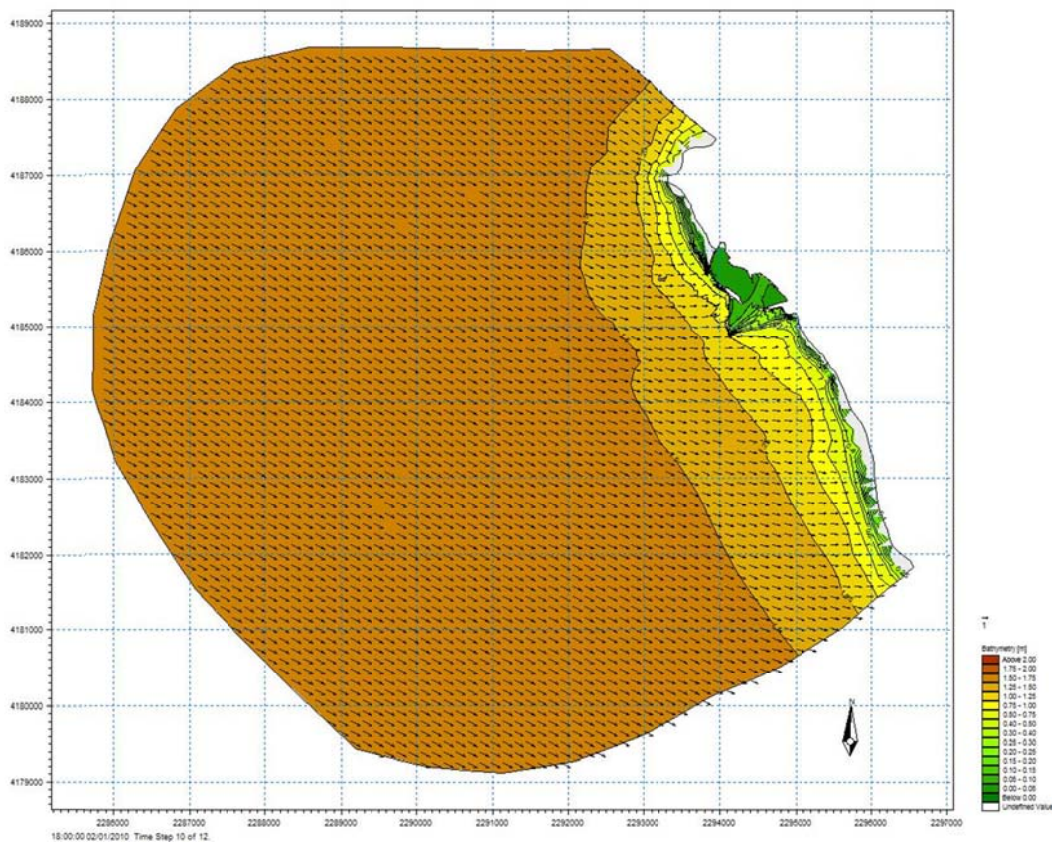 4189000
4188000
4187000
4186000
4185000
4184000
4183000
4182000
4181000
4180000
4179000
2286000 2287000 2288000 2289000 2290000 2291000 2292000 2293000 2294000 2295000 2296000 2297000
18:00:00 02/01/2010 Time Step 10 of 12.
N
1
Bathymetry [m]
Above 2.00
1.75 - 2.00
1.50 - 1.75
1.25 - 1.50
1.00 - 1.25
0.75 - 1.00
0.50 - 0.75
0.40 - 0.50
0.30 - 0.40
0.25 - 0.30
0.20 - 0.25
0.15 - 0.20
0.10 - 0.15
0.05 - 0.10
0.00 - 0.05
Below 0.00
Undefined Value